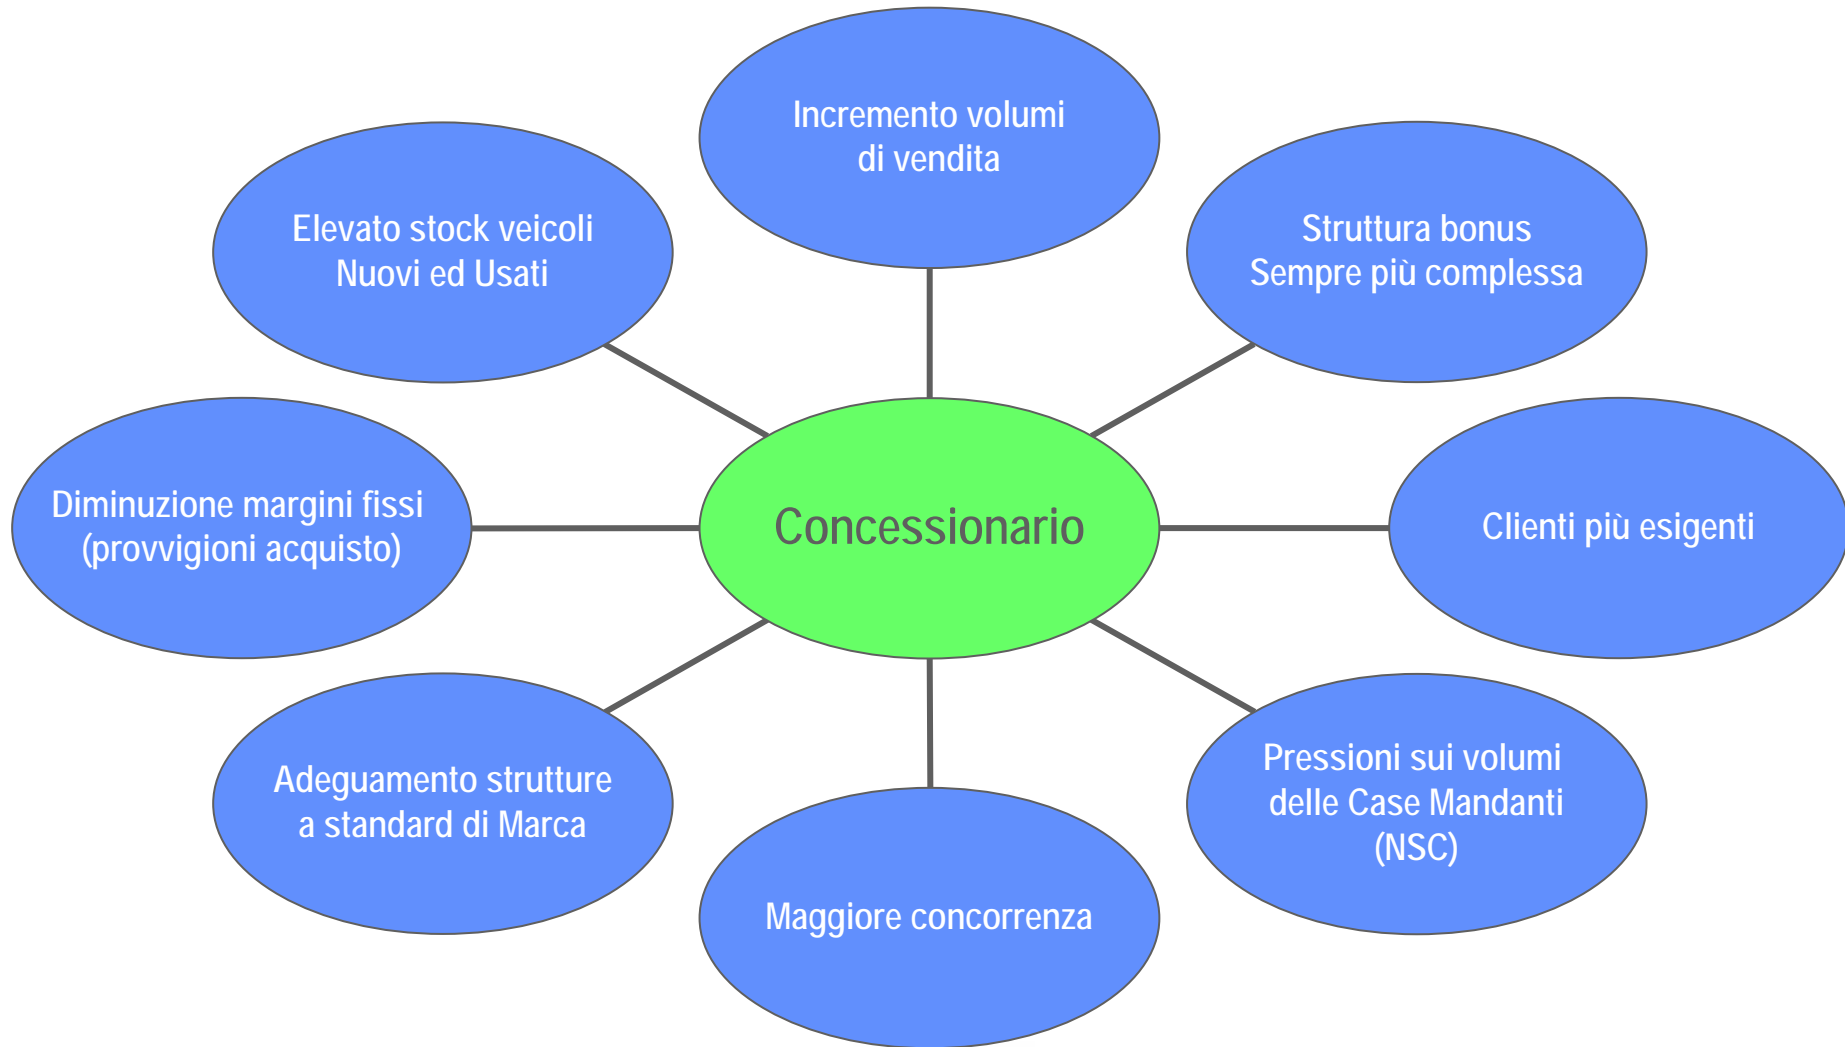 Incremento volumi
di vendita
Elevato stock veicoli
Nuovi ed Usati
Struttura bonus
Sempre più complessa
Diminuzione margini fissi
(provvigioni acquisto)
Concessionario
Clienti più esigenti
Adeguamento strutture
a standard di Marca
Pressioni sui volumi
delle Case Mandanti
(NSC)
Maggiore concorrenza